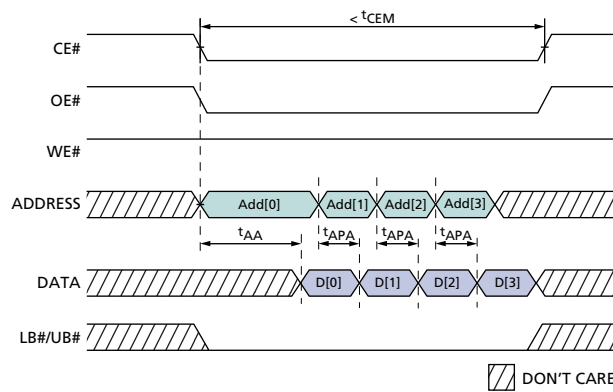 < tCEM
CE#
OE#
WE#
ADDRESS Add[0] Add[1] Add[2] Add[3]
tAA tAPA tAPA tAPA
DATA D[0] D[1] D[2] D[3]
LB#/UB#
DON'T CARE